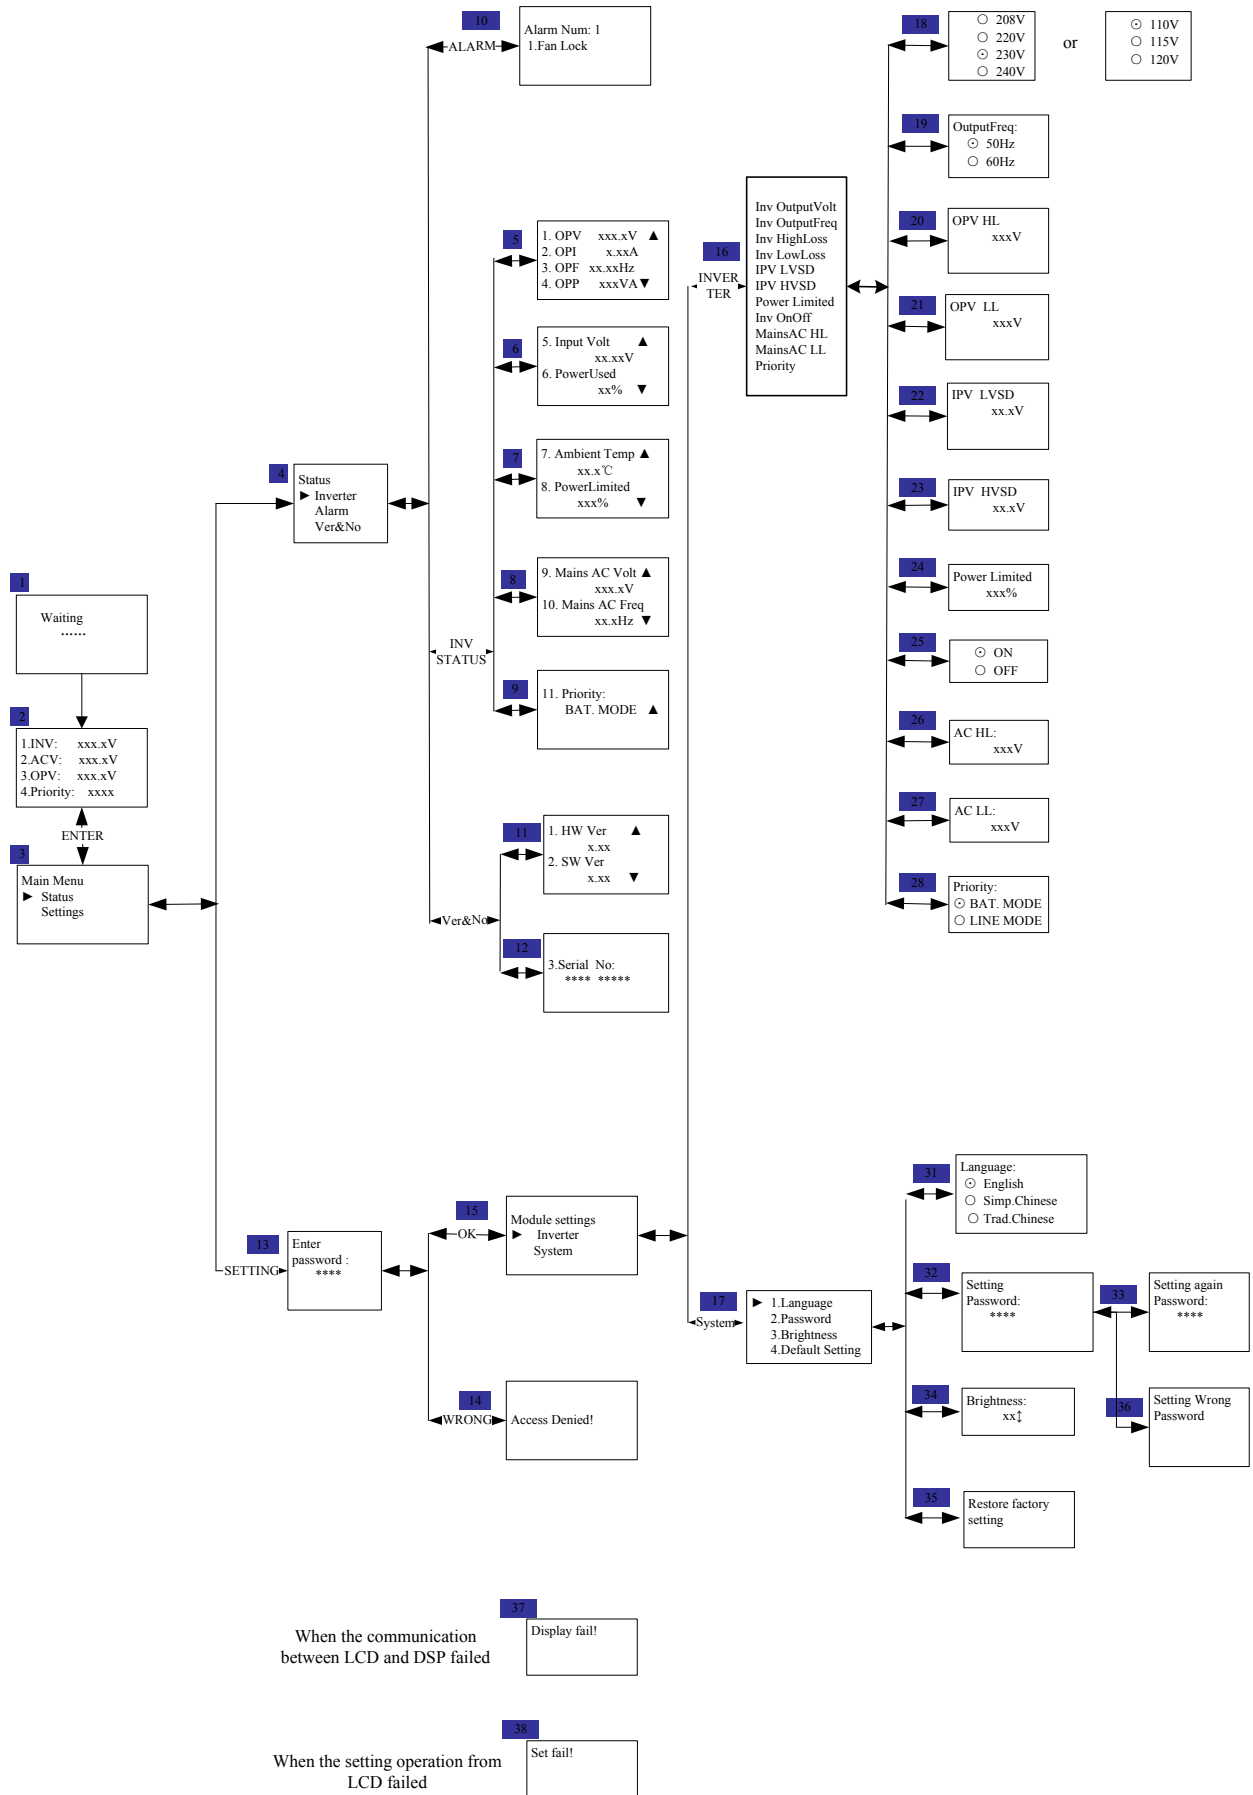 1
Waiting
......
2
1.INV: xxx.xV
2.ACV: xxx.xV
3.OPV: xxx.xV
4.Priority: xxxx
ENTER
3
Main Menu
► Status
Settings
4
Status
► Inverter
Alarm
Ver&No
10
ALARM
Alarm Num: 1
1.Fan Lock
INV
STATUS
5
1. OPV xxx.xV ▲
2. OPI x.xxA
3. OPF xx.xxHz
4. OPP xxxVA ▼
6
5. Input Volt ▲
xx.xxV
6. PowerUsed
xx% ▼
7
7. Ambient Temp ▲
xx.x℃
8. PowerLimited
xxx% ▼
8
9. Mains AC Volt ▲
xxx.xV
10. Mains AC Freq
xx.xHz ▼
9
11. Priority:
BAT. MODE ▲
Ver&No
11
1. HW Ver ▲
x.xx
2. SW Ver
x.xx ▼
12
3.Serial No:
**** *****
13
SETTING
Enter
password :
****
15
OK
Module settings
► Inverter
System
14
WRONG
Access Denied!
16
INVER
TER
Inv OutputVolt
Inv OutputFreq
Inv HighLoss
Inv LowLoss
IPV LVSD
IPV HVSD
Power Limited
Inv OnOff
MainsAC HL
MainsAC LL
Priority
18
○ 208V
○ 220V
⊙ 230V
○ 240V
or
⊙ 110V
○ 115V
○ 120V
19
OutputFreq:
⊙ 50Hz
○ 60Hz
20
OPV HL
xxxV
21
OPV LL
xxxV
22
IPV LVSD
xx.xV
23
IPV HVSD
xx.xV
24
Power Limited
xxx%
25
⊙ ON
○ OFF
26
AC HL:
xxxV
27
AC LL:
xxxV
28
Priority:
⊙ BAT. MODE
○ LINE MODE
17
System
► 1.Language
2.Password
3.Brightness
4.Default Setting
31
Language:
⊙ English
○ Simp.Chinese
○ Trad.Chinese
32
Setting
Password:
****
33
Setting again
Password:
****
34
Brightness:
xx↕
36
Setting Wrong
Password
35
Restore factory
setting
37
When the communication
between LCD and DSP failed
Display fail!
38
When the setting operation from
LCD failed
Set fail!